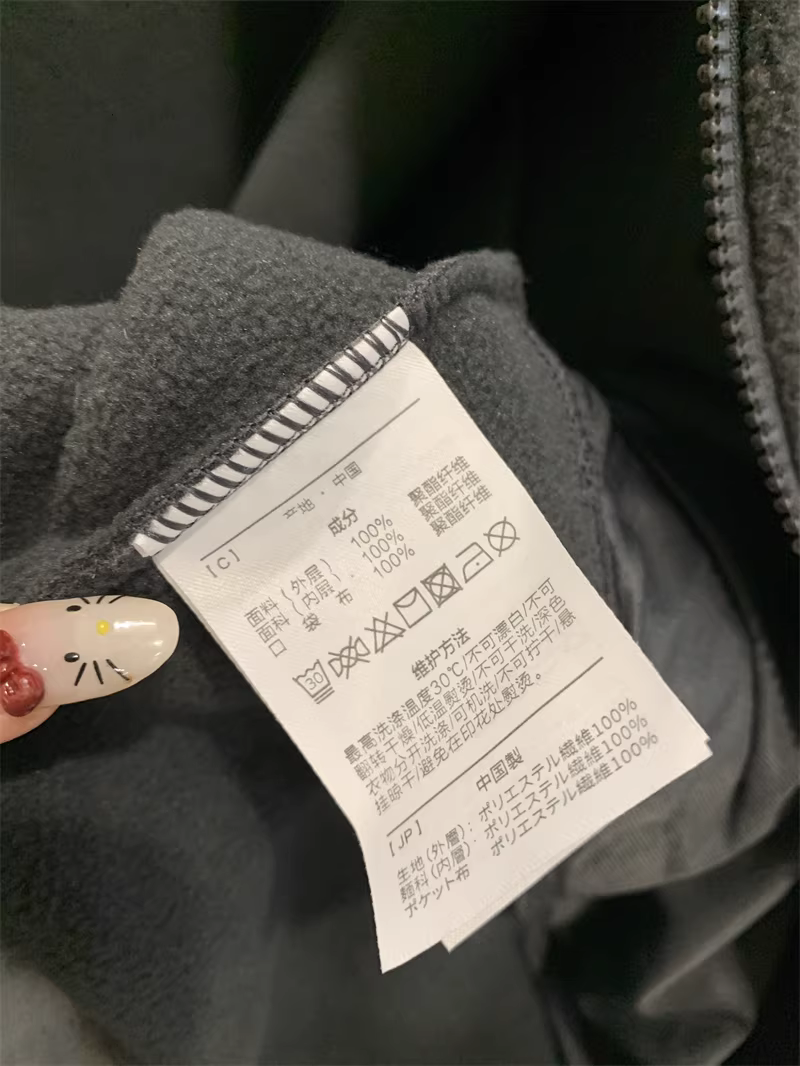 【C】
产地·中国
成分
面料（外层）. 100% 聚酯纤维
面料（内层）. 100% 聚酯纤维
口 袋 布 100% 聚酯纤维
30
维护方法
最高洗涤温度30℃/不可漂白/不可
翻转干燥/低温熨烫/不可干洗/深色
衣物分开洗涤/可机洗/不可拧干/悬
挂晾干/避免在印花处熨烫。
【JP】
中国製
生地（外層）: ポリエステル繊維100%
麺料（内層）: ポリエステル繊維100%
ポケット布 ポリエステル繊維100%